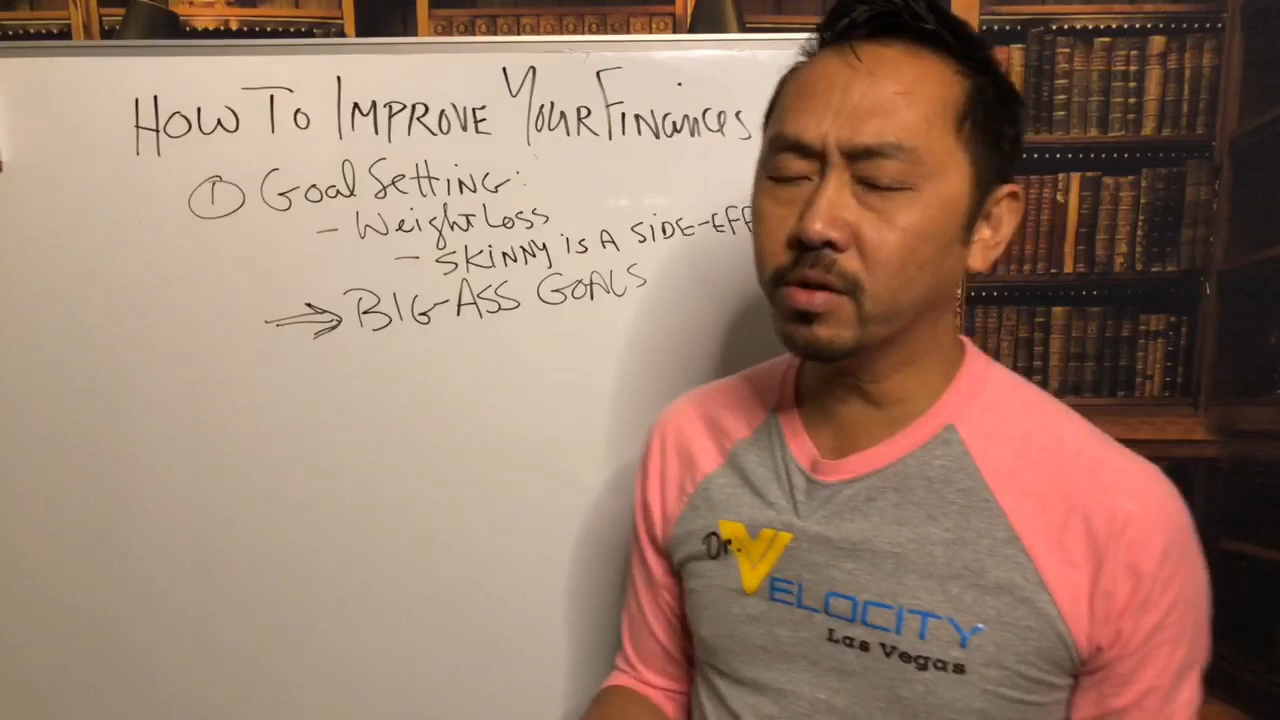 HOW TO IMPROVE YOUR FINANCES
① GOAL SETTING:
- WEIGHT LOSS
- SKINNY IS A SIDE-EFF
⇒ BIG-ASS GOALS
Dr. VELOCITY
Las Vegas